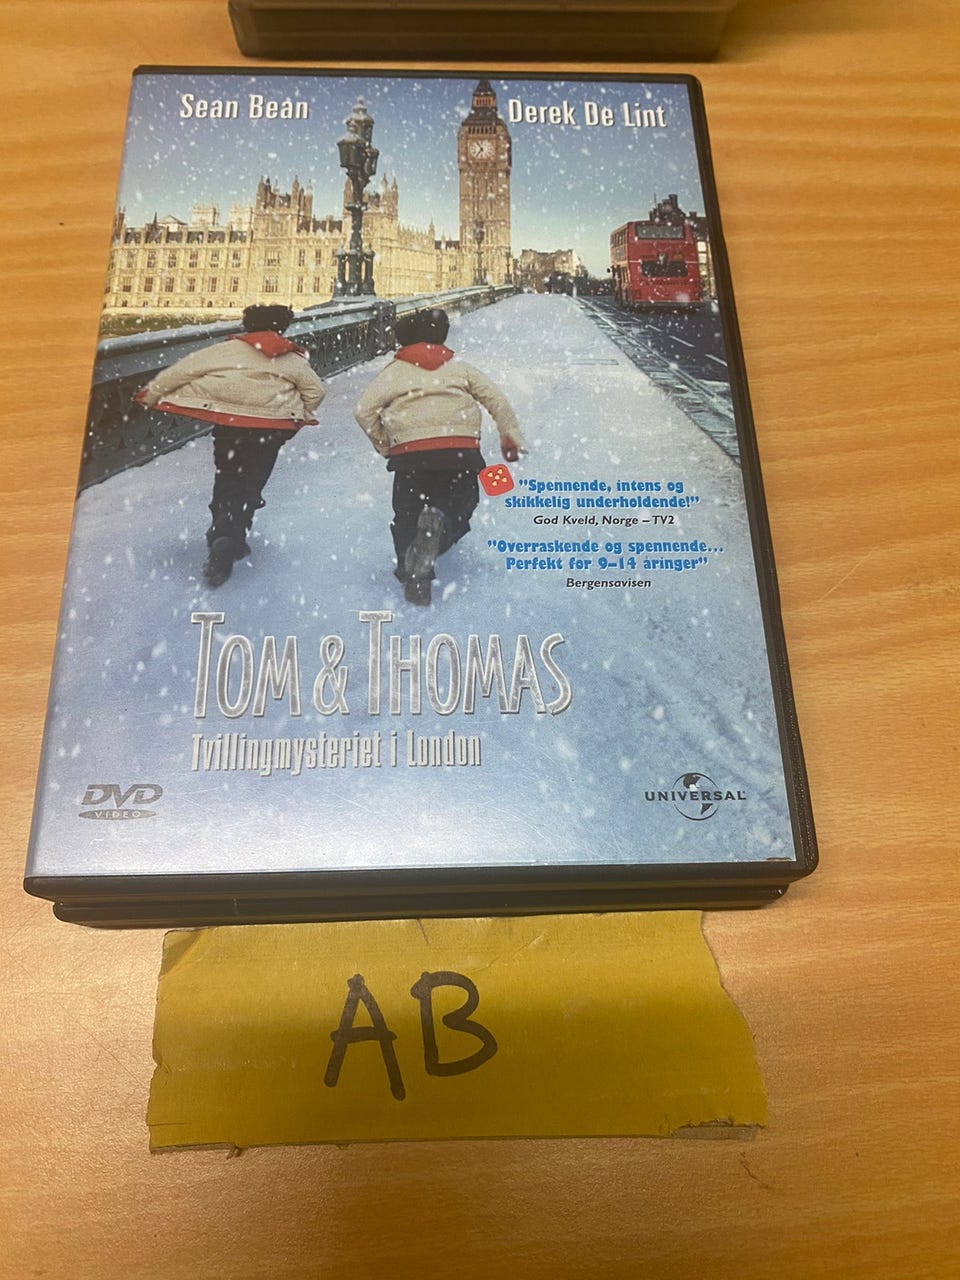 Sean Bean
Derek De Lint
"Spennende, intens og
skikkelig underholdende!"
God Kveld, Norge – TV2
"Overraskende og spennende...
Perfekt for 9–14 åringer"
Bergensavisen
TOM & THOMAS
Tvillingmysteriet i London
DVD
VIDEO
UNIVERSAL
AB